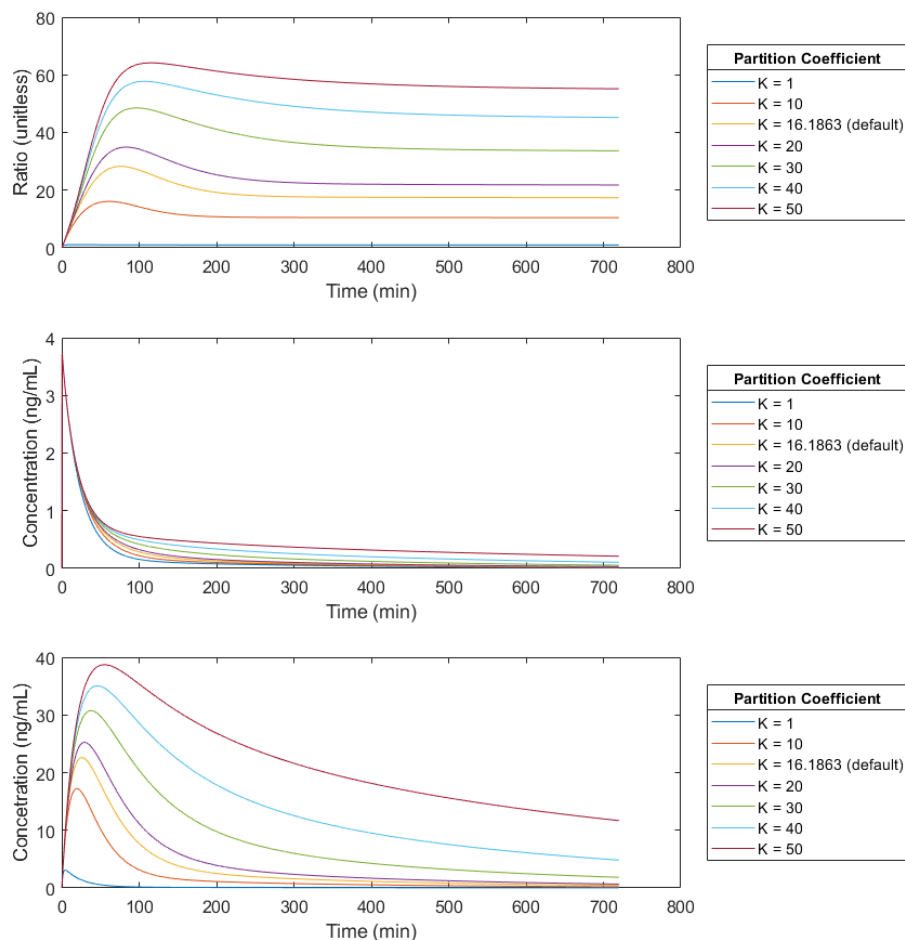 80
60
40
20
0
Ratio (unitless)
0 100 200 300 400 500 600 700 800
Time (min)
Partition Coefficient
K = 1
K = 10
K = 16.1863 (default)
K = 20
K = 30
K = 40
K = 50
4
3
2
1
0
Concentration (ng/mL)
0 100 200 300 400 500 600 700 800
Time (min)
Partition Coefficient
K = 1
K = 10
K = 16.1863 (default)
K = 20
K = 30
K = 40
K = 50
40
30
20
10
0
Concetration (ng/mL)
0 100 200 300 400 500 600 700 800
Time (min)
Partition Coefficient
K = 1
K = 10
K = 16.1863 (default)
K = 20
K = 30
K = 40
K = 50